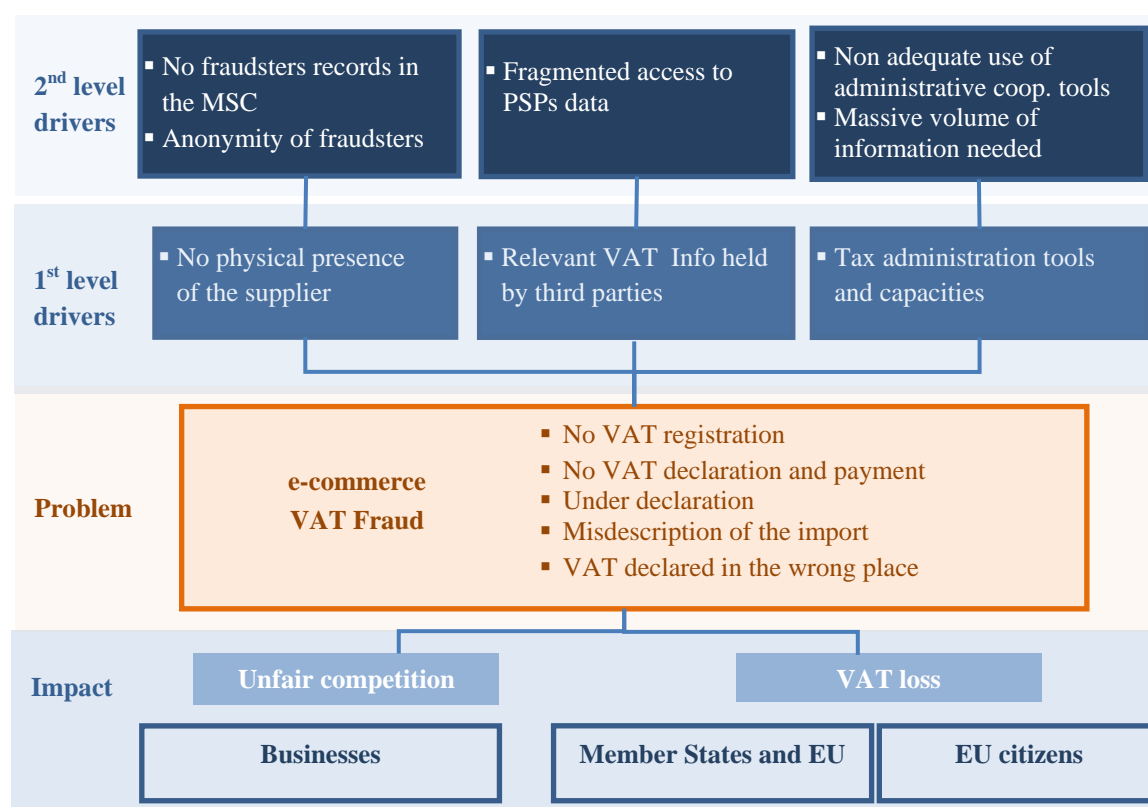 2nd level
drivers
▪ No fraudsters records in
the MSC
▪ Anonymity of fraudsters
▪ Fragmented access to
PSPs data
▪ Non adequate use of
administrative coop. tools
▪ Massive volume of
information needed
1st level
drivers
▪ No physical presence
of the supplier
▪ Relevant VAT Info held
by third parties
▪ Tax administration tools
and capacities
Problem
e-commerce
VAT Fraud
▪ No VAT registration
▪ No VAT declaration and payment
▪ Under declaration
▪ Misdescription of the import
▪ VAT declared in the wrong place
Impact
Unfair competition
VAT loss
Businesses
Member States and EU
EU citizens